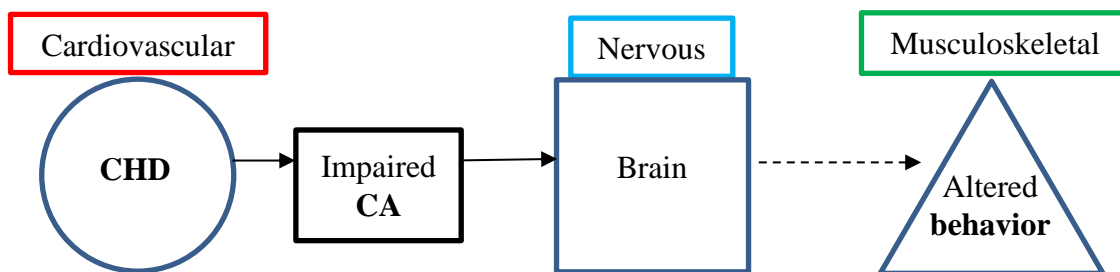 Cardiovascular
Nervous
Musculoskeletal
CHD
Impaired
CA
Brain
Altered
behavior